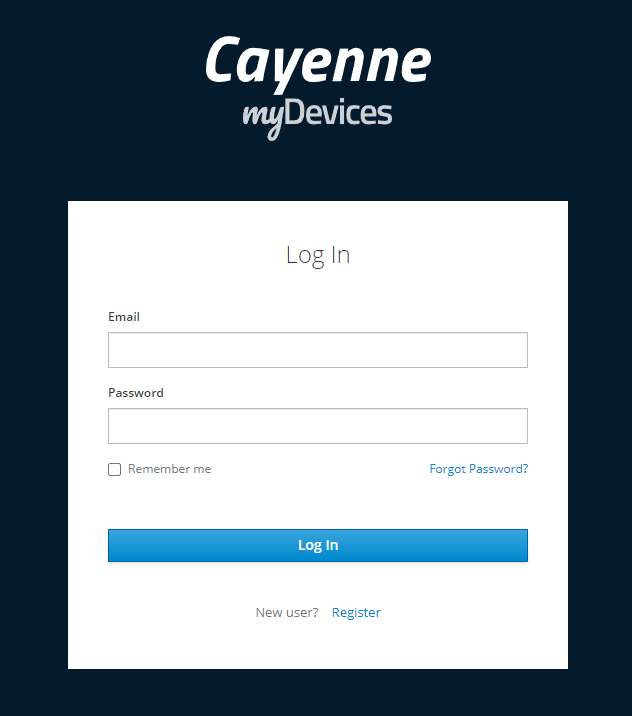 Cayenne
myDevices
Log In
Email
Password
Remember me Forgot Password?
Log In
New user? Register